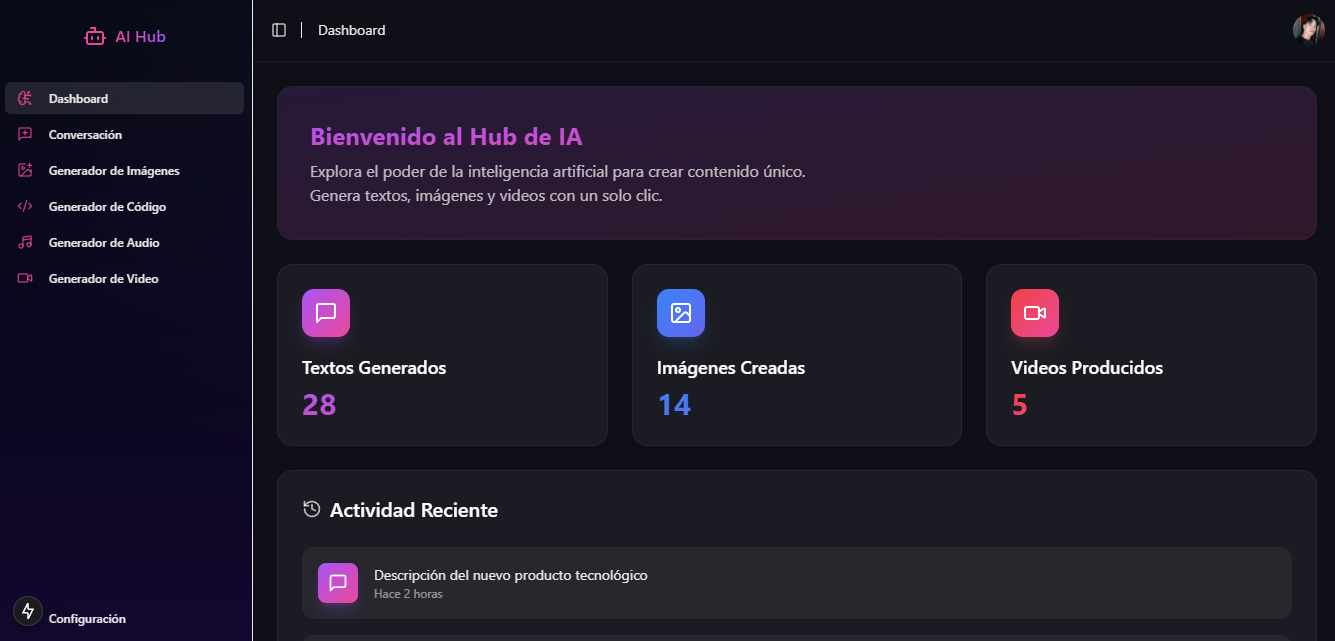 AI Hub
Dashboard
Conversación
Generador de Imágenes
Generador de Código
Generador de Audio
Generador de Video
Configuración
Dashboard
Bienvenido al Hub de IA
Explora el poder de la inteligencia artificial para crear contenido único.
Genera textos, imágenes y videos con un solo clic.
Textos Generados
28
Imágenes Creadas
14
Videos Producidos
5
Actividad Reciente
Descripción del nuevo producto tecnológico
Hace 2 horas